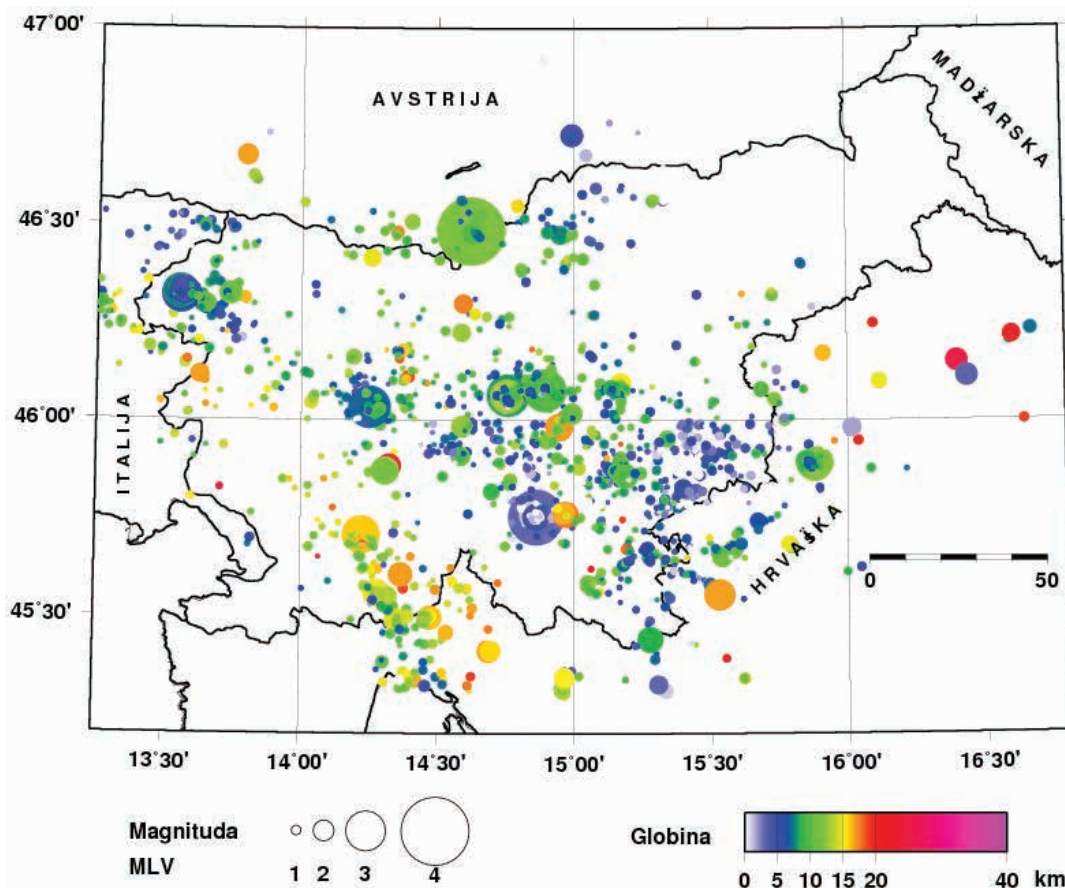 47°00'
AVSTRIJA
MADŽARSKA
46°30'
46°00'
ITALIJA
HRVAŠKA
0 50
45°30'
13°30' 14°00' 14°30' 15°00' 15°30' 16°00' 16°30'
Magnituda
MLV
1 2 3 4
Globina
0 5 10 15 20 40 km